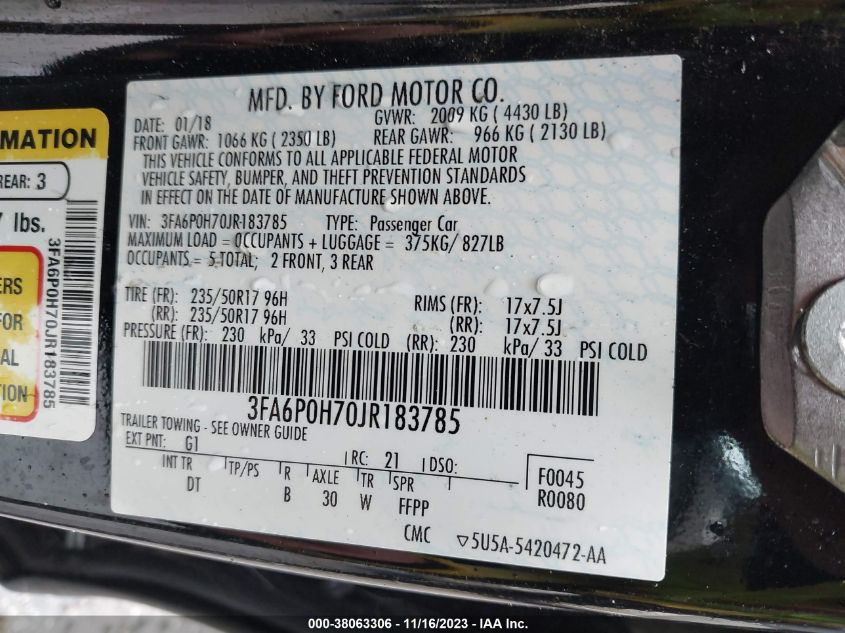 MFD. BY FORD MOTOR CO.
DATE: 01/18
GVWR: 2009 KG ( 4430 LB)
FRONT GAWR: 1066 KG ( 2350 LB)
REAR GAWR: 966 KG ( 2130 LB)
THIS VEHICLE CONFORMS TO ALL APPLICABLE FEDERAL MOTOR
VEHICLE SAFETY, BUMPER, AND THEFT PREVENTION STANDARDS
IN EFFECT ON THE DATE OF MANUFACTURE SHOWN ABOVE.
VIN: 3FA6P0H70JR183785 TYPE: Passenger Car
MAXIMUM LOAD = OCCUPANTS + LUGGAGE = 375KG/ 827LB
OCCUPANTS = 5 TOTAL; 2 FRONT, 3 REAR
TIRE (FR): 235/50R17 96H RIMS (FR): 17x7.5J
(RR): 235/50R17 96H (RR): 17x7.5J
PRESSURE (FR): 230 kPa/ 33 PSI COLD (RR): 230 kPa/ 33 PSI COLD
3FA6P0H70JR183785
TRAILER TOWING - SEE OWNER GUIDE
EXT PNT: G1 RC: 21 DSO:
INT TR TP/PS R AXLE TR SPR
DT B 30 W FFPP
F0045
R0080
CMC ▽5U5A-5420472-AA
RMATION
REAR: 3
lbs.
3FA6P0H70JR183785
ERS
FOR
AL
TION
000-38063306 - 11/16/2023 - IAA Inc.